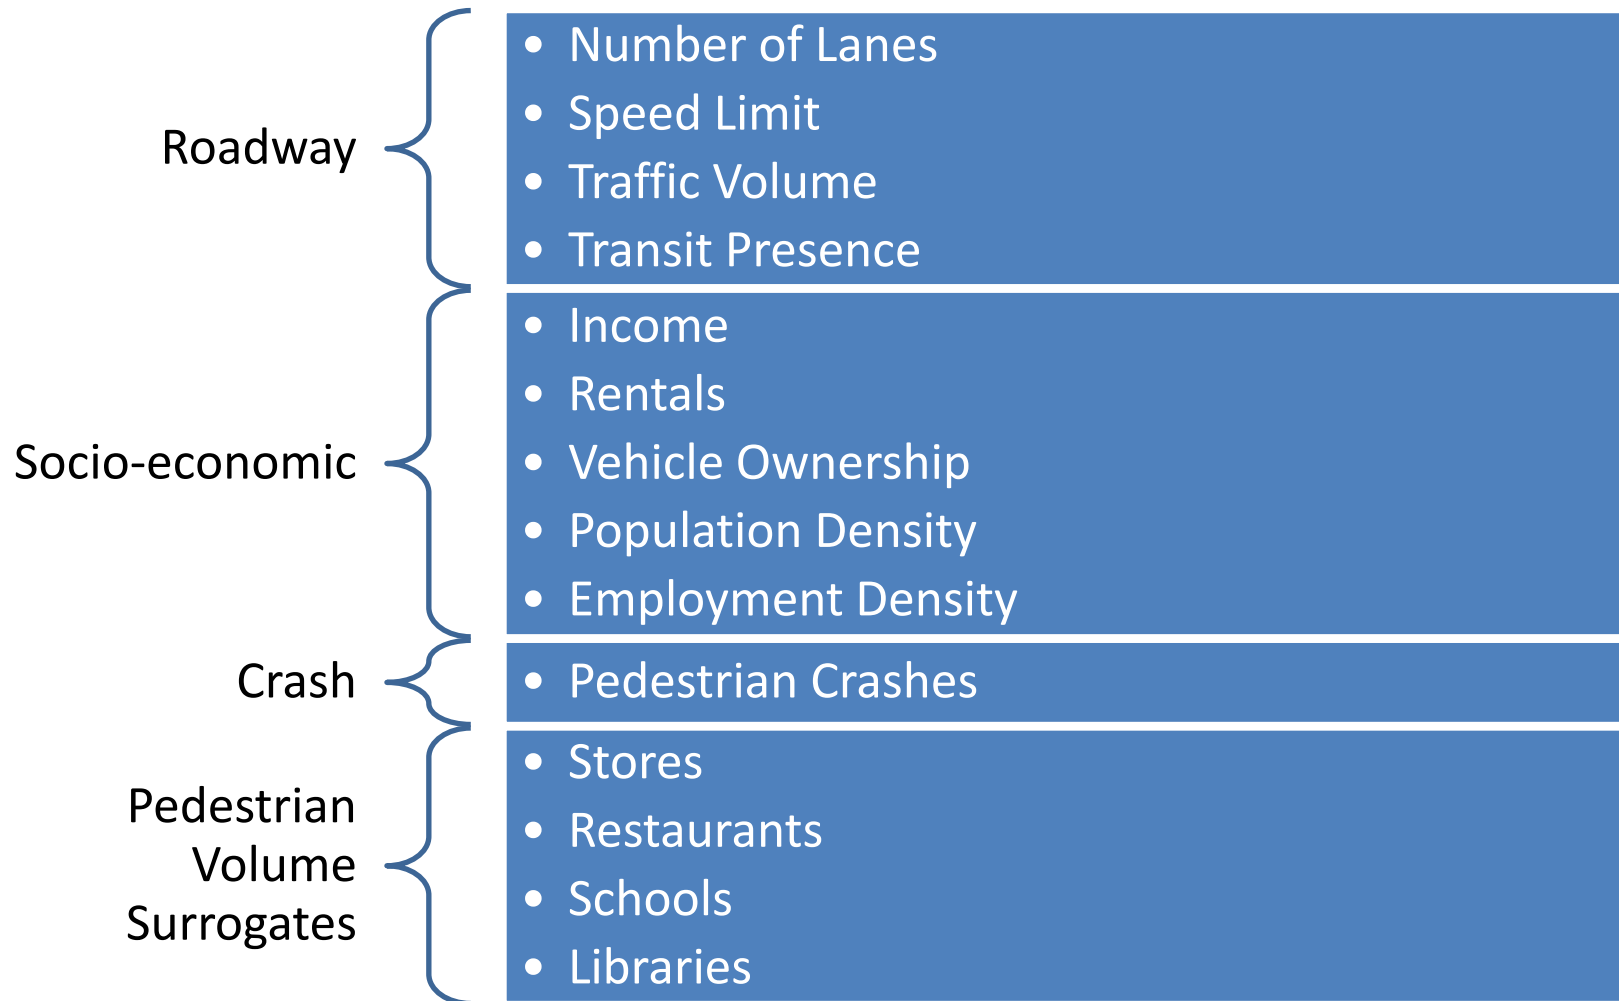 Roadway
• Number of Lanes
• Speed Limit
• Traffic Volume
• Transit Presence
Socio-economic
• Income
• Rentals
• Vehicle Ownership
• Population Density
• Employment Density
Crash
• Pedestrian Crashes
Pedestrian
Volume
Surrogates
• Stores
• Restaurants
• Schools
• Libraries